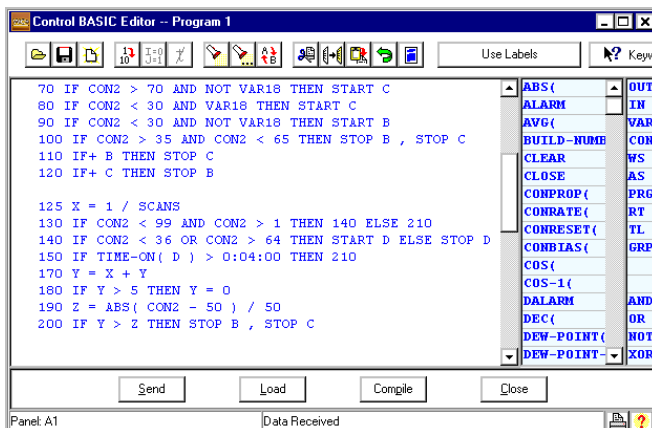 Control BASIC Editor -- Program 1
Use Labels
Keyw
70 IF CON2 > 70 AND NOT VAR18 THEN START C
80 IF CON2 < 30 AND VAR18 THEN START C
90 IF CON2 < 30 AND NOT VAR18 THEN START B
100 IF CON2 > 35 AND CON2 < 65 THEN STOP B , STOP C
110 IF+ B THEN STOP C
120 IF+ C THEN STOP B
125 X = 1 / SCANS
130 IF CON2 < 99 AND CON2 > 1 THEN 140 ELSE 210
140 IF CON2 < 36 OR CON2 > 64 THEN START D ELSE STOP D
150 IF TIME-ON( D ) > 0:04:00 THEN 210
170 Y = X + Y
180 IF Y > 5 THEN Y = 0
190 Z = ABS( CON2 - 50 ) / 50
200 IF Y > Z THEN STOP B , STOP C
ABS(
ALARM
AVG(
BUILD-NUMB
CLEAR
CLOSE
CONPROP(
CONRATE(
CONRESET(
CONBIAS(
COS(
COS-1(
DALARM
DEC(
DEW-POINT(
DEW-POINT-
OUT
IN
VAR
CON
WS
AS
PRG
RT
TL
GRP
AND
OR
NOT
XOR
Send
Load
Compile
Close
Panel: A1
Data Received